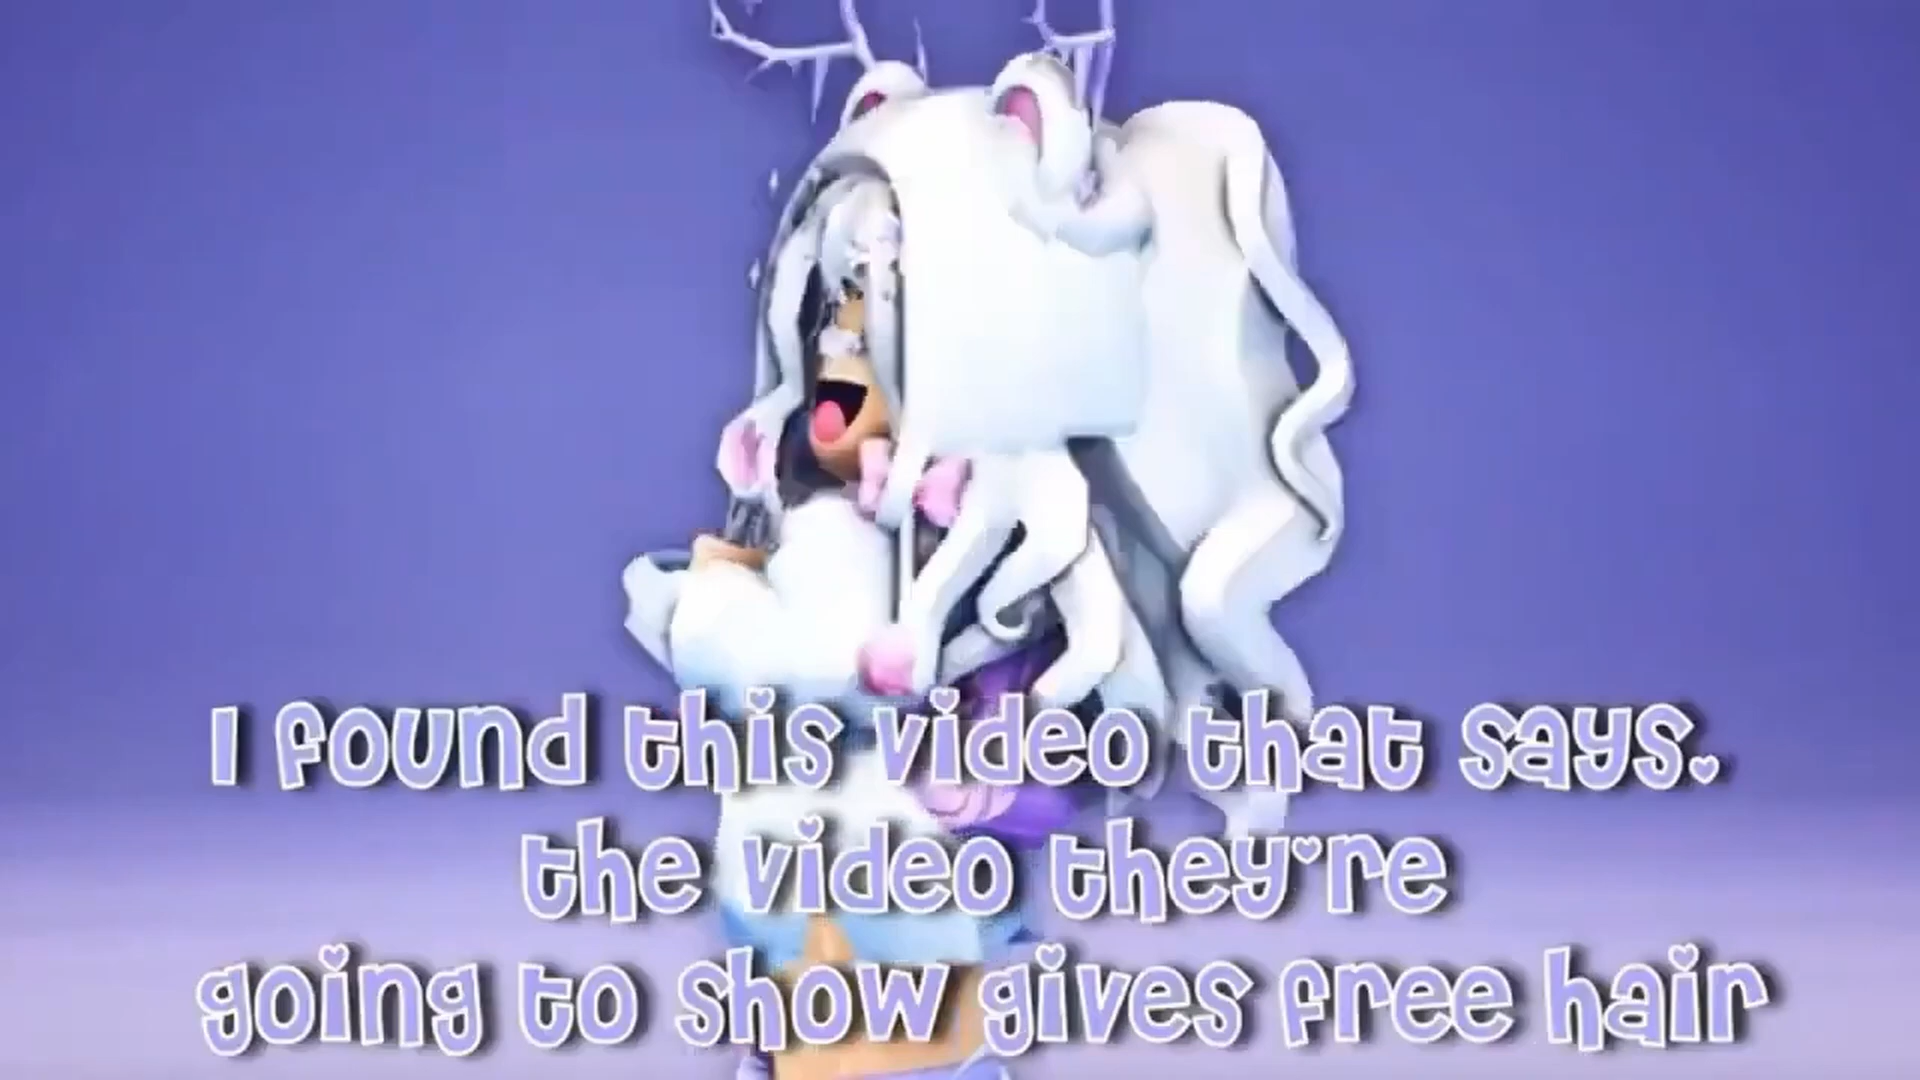 I found this video that says.
the video they're
going to show gives free hair